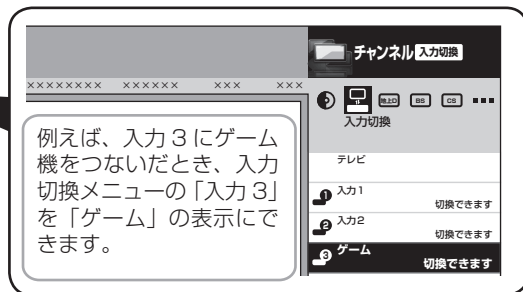 チャンネル 入力切換
×××××××× ×××××× ××× ×××
地上D BS CS
入力切換
例えば、入力3にゲーム
機をつないだとき、入力
切換メニューの「入力3」
を「ゲーム」の表示にで
きます。
テレビ
1 入力1
切換できます
2 入力2
切換できます
3 ゲーム
切換できます